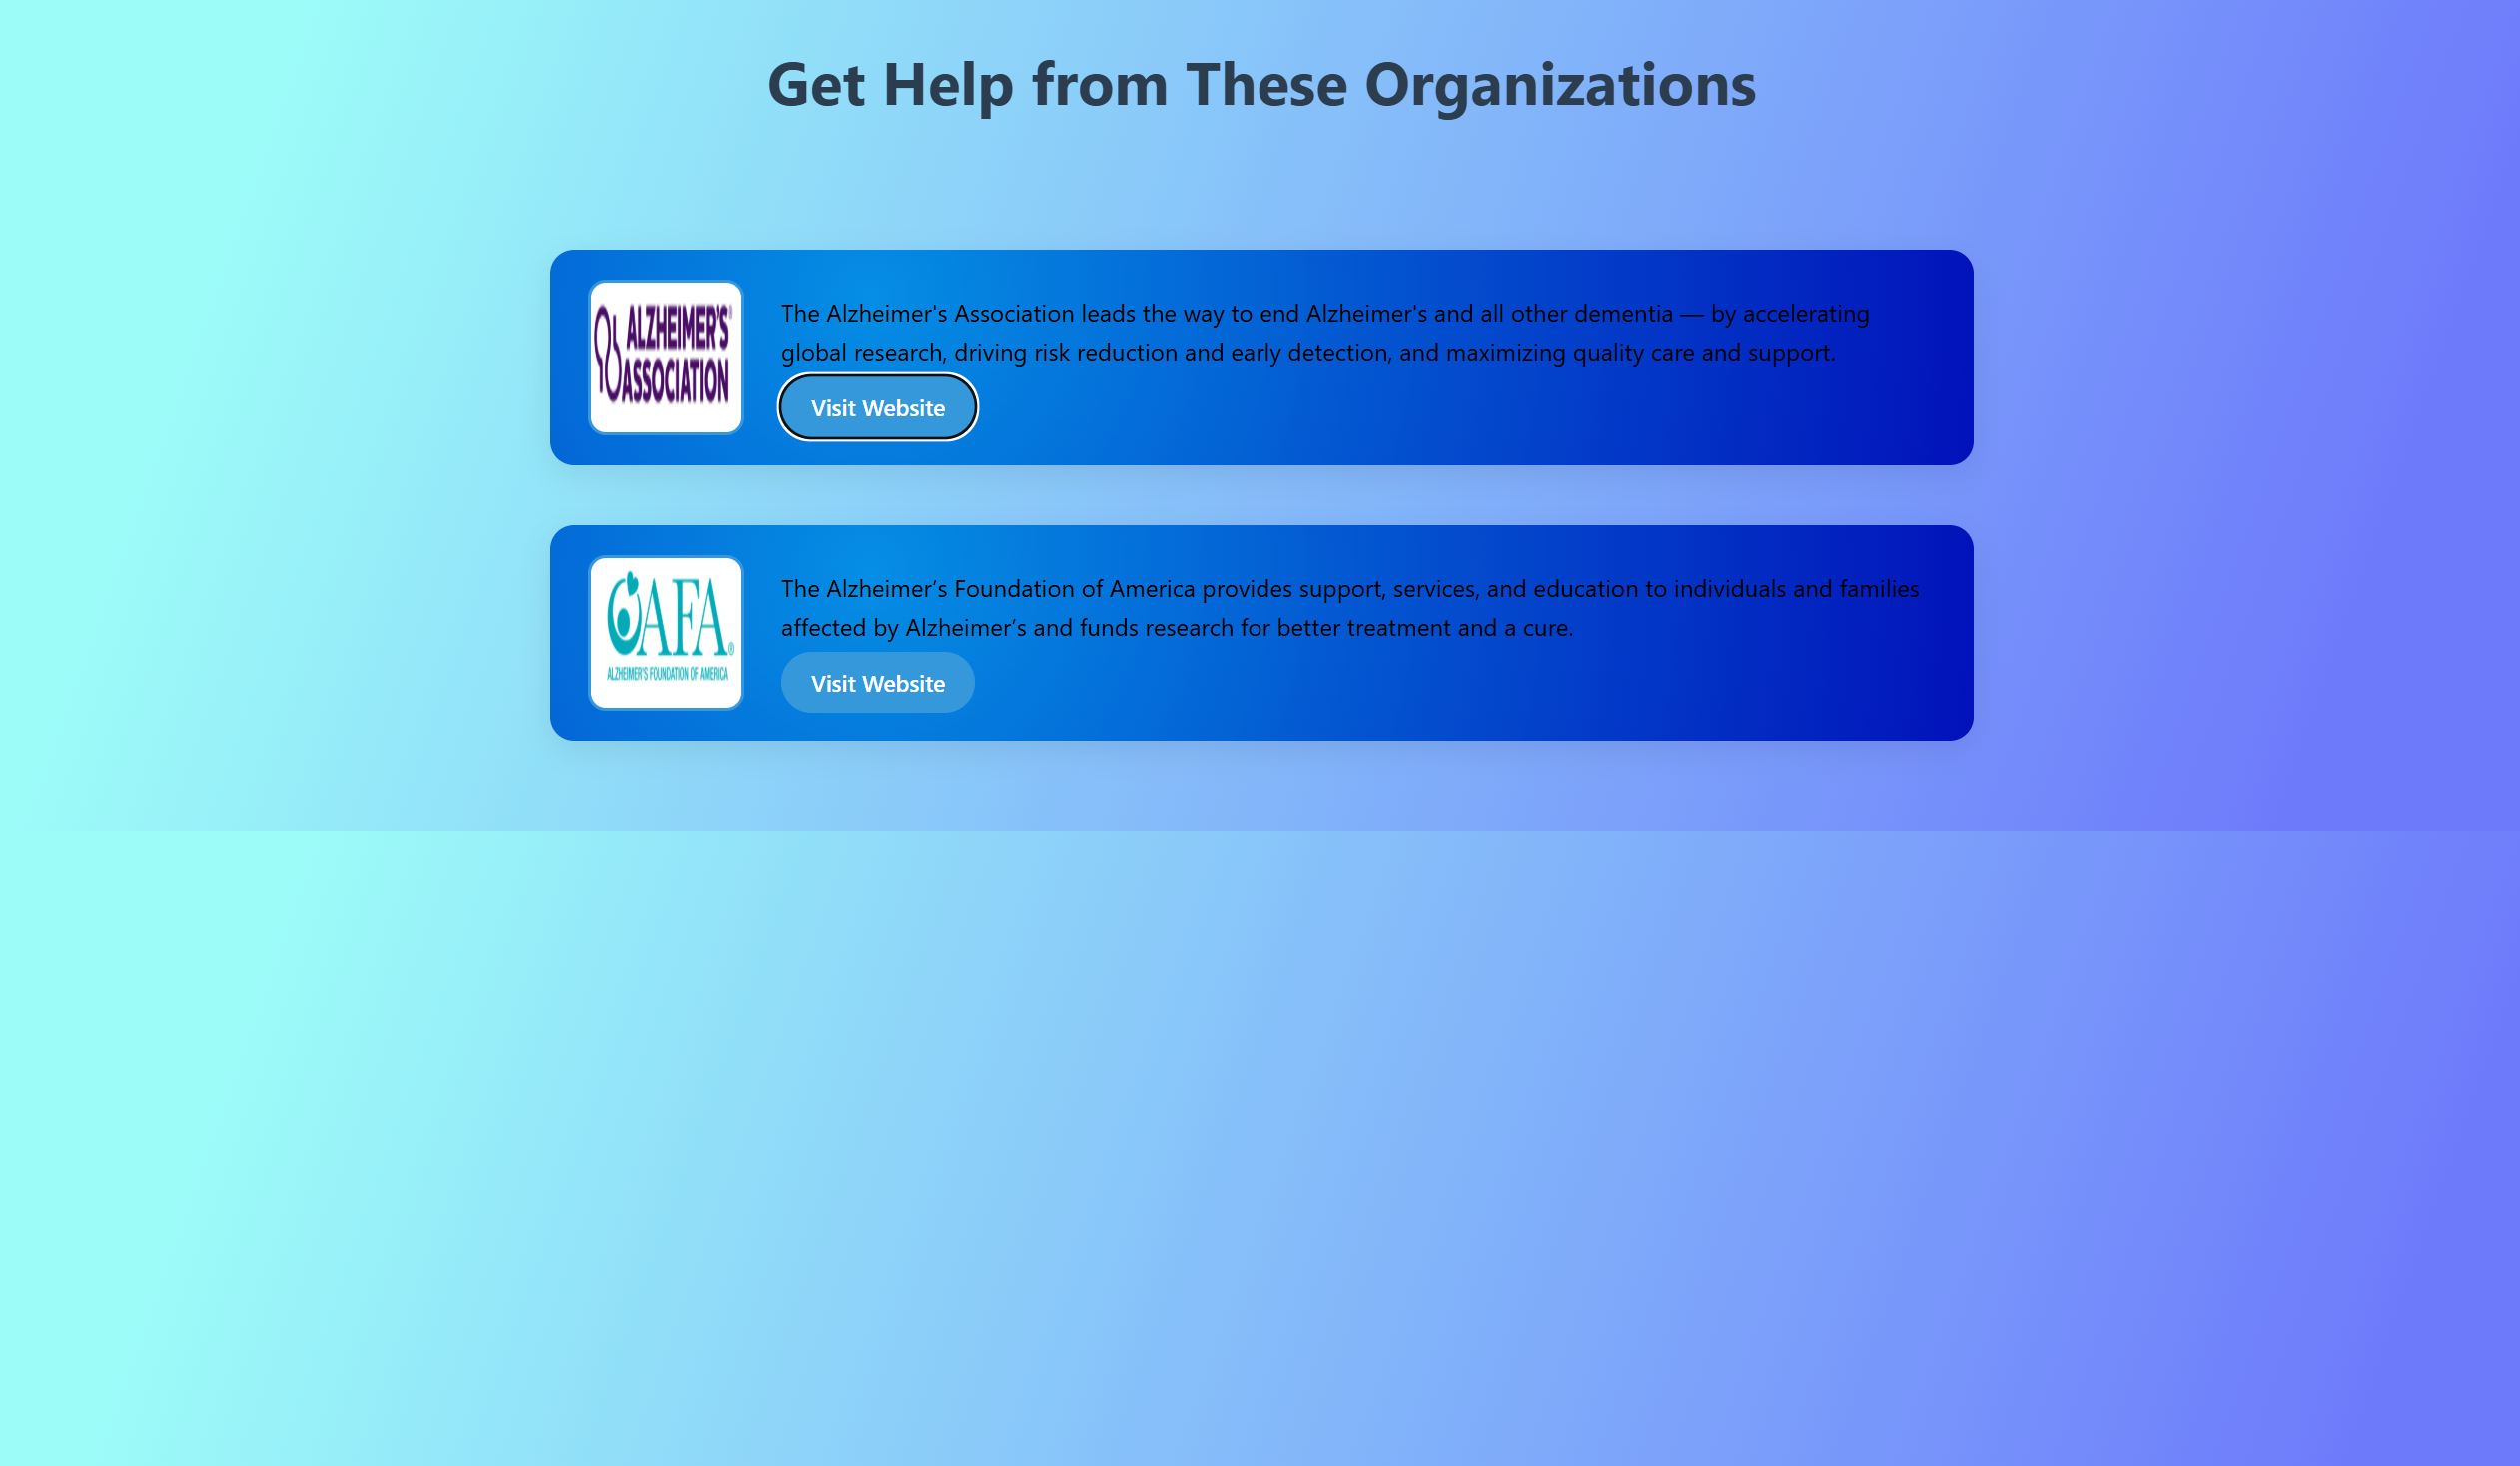 Get Help from These Organizations
ALZHEIMER'S®
ASSOCIATION
The Alzheimer's Association leads the way to end Alzheimer's and all other dementia — by accelerating
global research, driving risk reduction and early detection, and maximizing quality care and support.
Visit Website
AFA®
ALZHEIMER'S FOUNDATION OF AMERICA
The Alzheimer’s Foundation of America provides support, services, and education to individuals and families
affected by Alzheimer’s and funds research for better treatment and a cure.
Visit Website